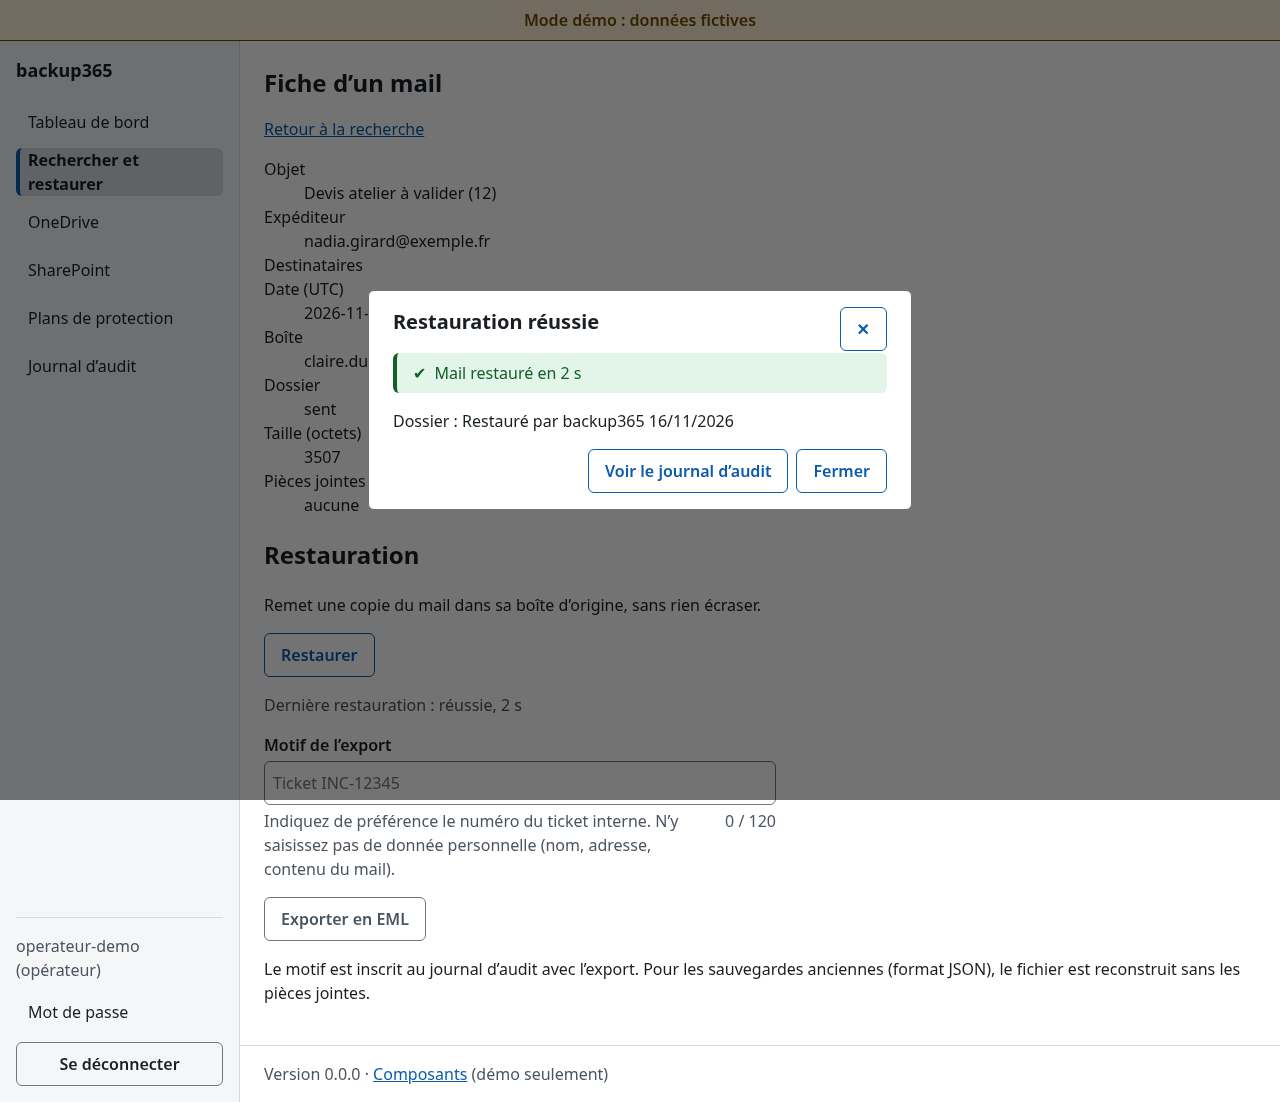 Mode démo : données fictives
backup365
Tableau de bord
Rechercher et
restaurer
OneDrive
SharePoint
Plans de protection
Journal d’audit
operateur-demo
(opérateur)
Mot de passe
Se déconnecter
Fiche d’un mail
Retour à la recherche
Objet
Devis atelier à valider (12)
Expéditeur
nadia.girard@exemple.fr
Destinataires
Date (UTC)
2026-11-
Boîte
claire.du
Dossier
sent
Taille (octets)
3507
Pièces jointes
aucune
Restauration réussie
✕
✔ Mail restauré en 2 s
Dossier : Restauré par backup365 16/11/2026
Voir le journal d’audit
Fermer
Restauration
Remet une copie du mail dans sa boîte d’origine, sans rien écraser.
Restaurer
Dernière restauration : réussie, 2 s
Motif de l’export
Ticket INC-12345
Indiquez de préférence le numéro du ticket interne. N’y
saisissez pas de donnée personnelle (nom, adresse,
contenu du mail).
0 / 120
Exporter en EML
Le motif est inscrit au journal d’audit avec l’export. Pour les sauvegardes anciennes (format JSON), le fichier est reconstruit sans les
pièces jointes.
Version 0.0.0 · Composants (démo seulement)